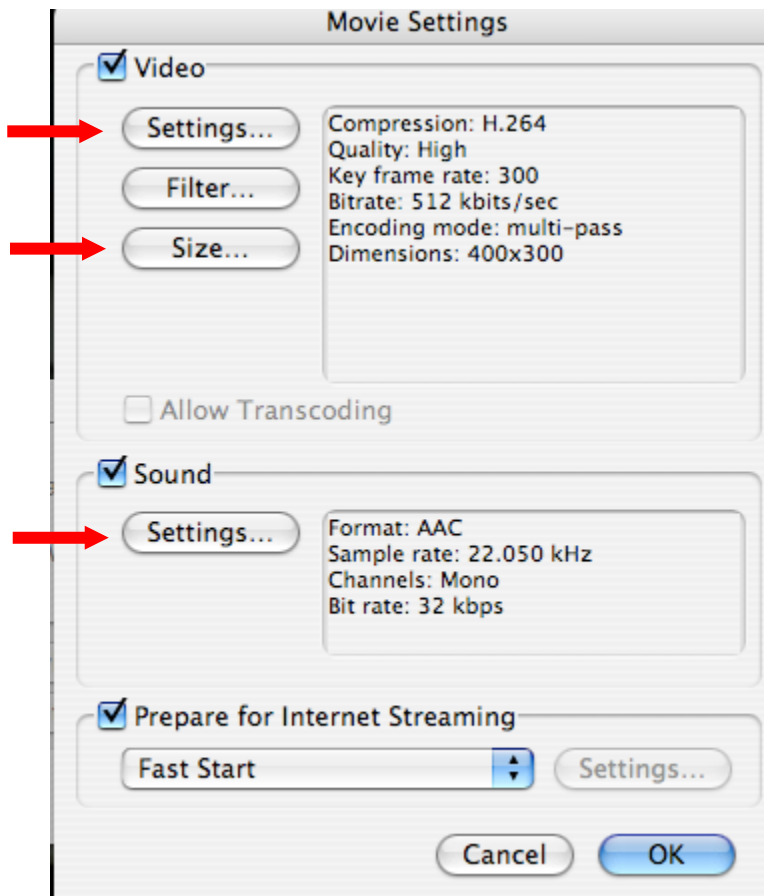 Movie Settings
Video
Settings...
Filter...
Size...
Compression: H.264
Quality: High
Key frame rate: 300
Bitrate: 512 kbits/sec
Encoding mode: multi-pass
Dimensions: 400x300
Allow Transcoding
Sound
Settings...
Format: AAC
Sample rate: 22.050 kHz
Channels: Mono
Bit rate: 32 kbps
Prepare for Internet Streaming
Fast Start
Settings...
Cancel
OK